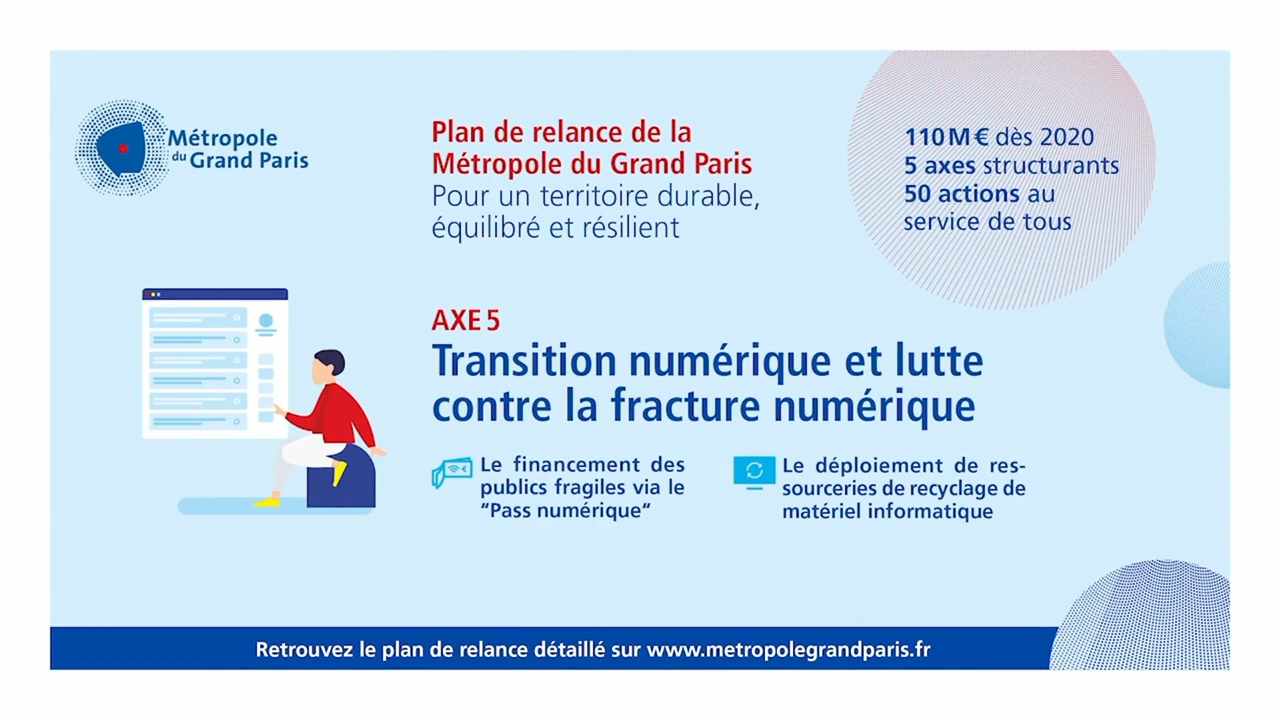 Métropole
du Grand Paris
Plan de relance de la
Métropole du Grand Paris
Pour un territoire durable,
équilibré et résilient
110 M € dès 2020
5 axes structurants
50 actions au
service de tous
AXE 5
Transition numérique et lutte
contre la fracture numérique
Le financement des
publics fragiles via le
“Pass numérique“
Le déploiement de res-
sourceries de recyclage de
matériel informatique
Retrouvez le plan de relance détaillé sur www.metropolegrandparis.fr